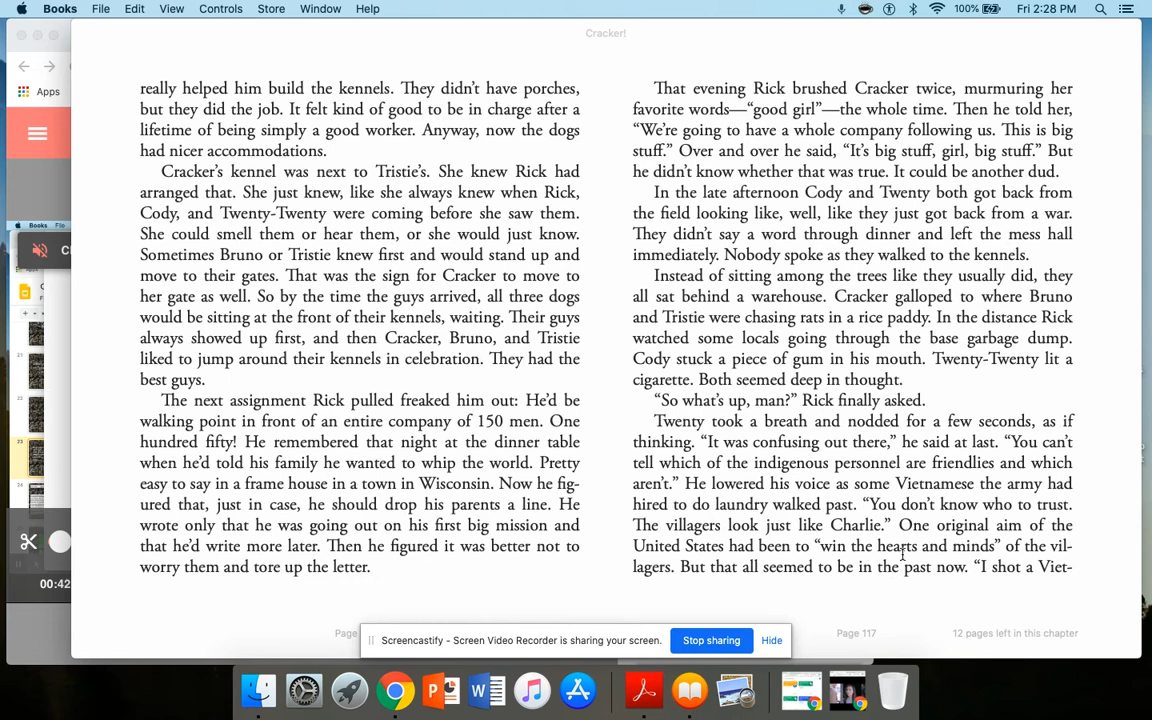 Books File Edit View Controls Store Window Help 100% Fri 2:28 PM
Cracker!
Apps
Books File
Cl
21
22
23
24
00:42
really helped him build the kennels. They didn't have porches,
but they did the job. It felt kind of good to be in charge after a
lifetime of being simply a good worker. Anyway, now the dogs
had nicer accommodations.
Cracker's kennel was next to Tristie's. She knew Rick had
arranged that. She just knew, like she always knew when Rick,
Cody, and Twenty-Twenty were coming before she saw them.
She could smell them or hear them, or she would just know.
Sometimes Bruno or Tristie knew first and would stand up and
move to their gates. That was the sign for Cracker to move to
her gate as well. So by the time the guys arrived, all three dogs
would be sitting at the front of their kennels, waiting. Their guys
always showed up first, and then Cracker, Bruno, and Tristie
liked to jump around their kennels in celebration. They had the
best guys.
The next assignment Rick pulled freaked him out: He'd be
walking point in front of an entire company of 150 men. One
hundred fifty! He remembered that night at the dinner table
when he'd told his family he wanted to whip the world. Pretty
easy to say in a frame house in a town in Wisconsin. Now he fig-
ured that, just in case, he should drop his parents a line. He
wrote only that he was going out on his first big mission and
that he'd write more later. Then he figured it was better not to
worry them and tore up the letter.
Page
That evening Rick brushed Cracker twice, murmuring her
favorite words—“good girl”—the whole time. Then he told her,
“We're going to have a whole company following us. This is big
stuff.” Over and over he said, “It's big stuff, girl, big stuff.” But
he didn't know whether that was true. It could be another dud.
In the late afternoon Cody and Twenty both got back from
the field looking like, well, like they just got back from a war.
They didn't say a word through dinner and left the mess hall
immediately. Nobody spoke as they walked to the kennels.
Instead of sitting among the trees like they usually did, they
all sat behind a warehouse. Cracker galloped to where Bruno
and Tristie were chasing rats in a rice paddy. In the distance Rick
watched some locals going through the base garbage dump.
Cody stuck a piece of gum in his mouth. Twenty-Twenty lit a
cigarette. Both seemed deep in thought.
“So what's up, man?” Rick finally asked.
Twenty took a breath and nodded for a few seconds, as if
thinking. “It was confusing out there,” he said at last. “You can't
tell which of the indigenous personnel are friendlies and which
aren't.” He lowered his voice as some Vietnamese the army had
hired to do laundry walked past. “You don't know who to trust.
The villagers look just like Charlie.” One original aim of the
United States had been to “win the hearts and minds” of the vil-
lagers. But that all seemed to be in the past now. “I shot a Viet-
Page 117
12 pages left in this chapter
Screencastify - Screen Video Recorder is sharing your screen.
Stop sharing
Hide